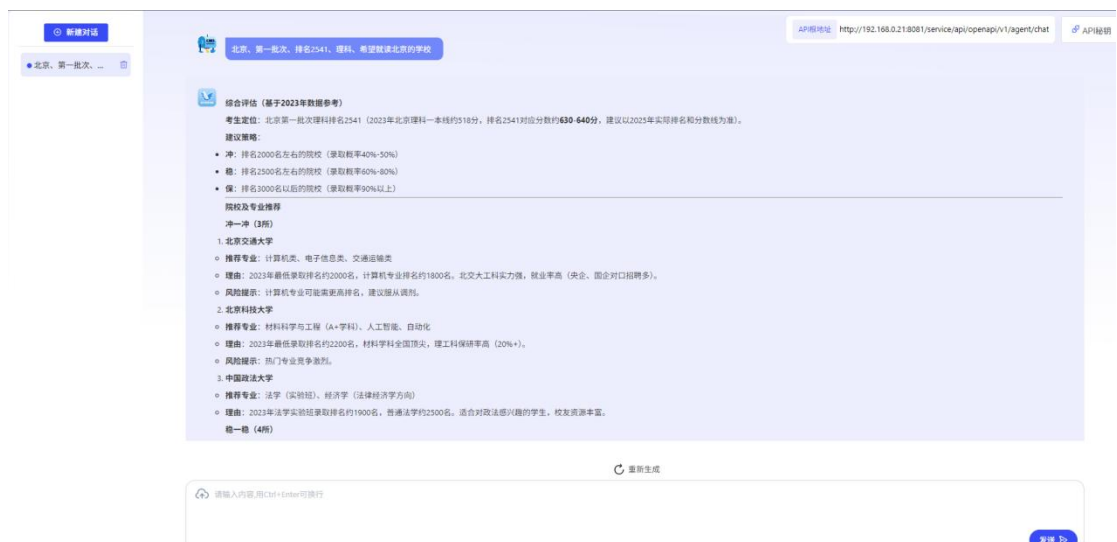 新建对话
北京、第一批次、...
API根地址 http://192.168.0.21:8081/service/api/openapi/v1/agent/chat
API秘钥
北京、第一批次、排名2541、理科、希望就读北京的学校
综合评估（基于2023年数据参考）
考生定位：北京第一批次理科排名2541（2023年北京理科一本线约518分，排名2541对应分数约630-640分，建议以2025年实际排名和分数线为准）。
建议策略：
• 冲：排名2000名左右的院校（录取概率40%-50%）
• 稳：排名2500名左右的院校（录取概率60%-80%）
• 保：排名3000名以后的院校（录取概率90%以上）
院校及专业推荐
冲一冲（3所）
1. 北京交通大学
推荐专业：计算机类、电子信息类、交通运输类
理由：2023年最低录取排名约2000名，计算机专业排名约1800名。北交大工科实力强，就业率高（央企、国企对口招聘多）。
风险提示：计算机专业可能需更高排名，建议服从调剂。
2. 北京科技大学
推荐专业：材料科学与工程（A+学科）、人工智能、自动化
理由：2023年最低录取排名约2200名，材料学科全国顶尖，理工科保研率高（20%+）。
风险提示：热门专业竞争激烈。
3. 中国政法大学
推荐专业：法学（实验班）、经济学（法律经济学方向）
理由：2023年法学实验班录取排名约1900名，普通法学约2500名。适合对政法感兴趣的学生，校友资源丰富。
稳一稳（4所）
重新生成
请输入内容,用Ctrl+Enter可换行
发送